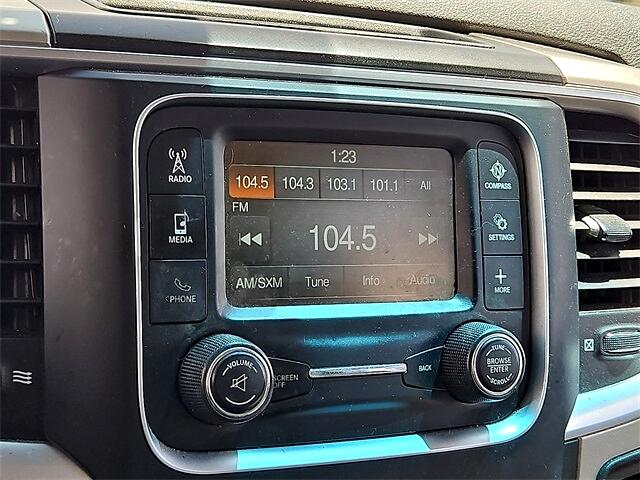 1:23
104.5 104.3 103.1 101.1 All
FM
104.5
AM/SXM Tune Info Audio
RADIO
MEDIA
PHONE
N
COMPASS
SETTINGS
MORE
VOLUME
SCREEN OFF
BACK
TUNE
BROWSE
ENTER
SCROLL